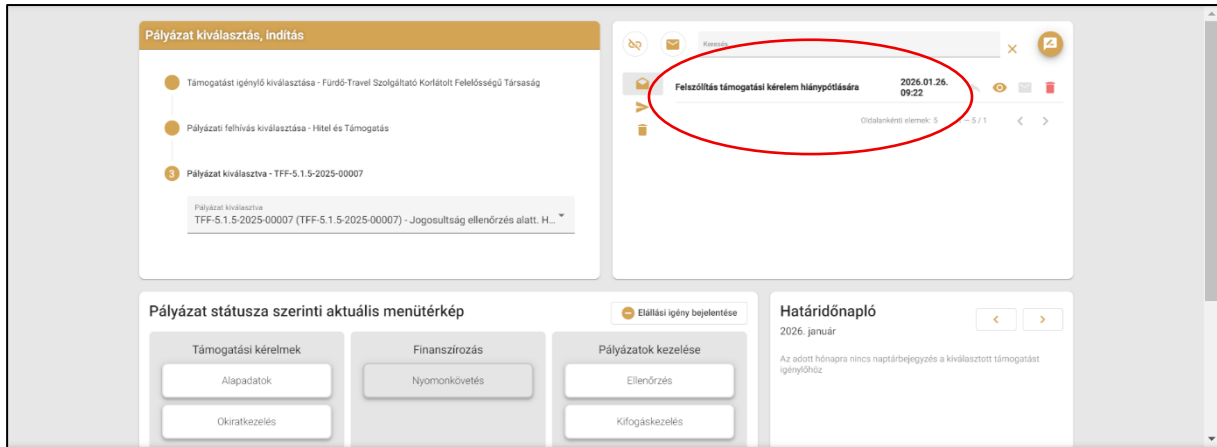 Pályázat kiválasztás, indítás
Támogatást igénylő kiválasztása - Fürdő-Travel Szolgáltató Korlátolt Felelősségű Társaság
Pályázati felhívás kiválasztása - Hitel és Támogatás
3 Pályázat kiválasztva - TFF-5.1.5-2025-00007
Pályázat kiválasztva
TFF-5.1.5-2025-00007 (TFF-5.1.5-2025-00007) - Jogosultság ellenőrzés alatt. H...
Keresés
Felszólítás támogatási kérelem hiánypótlására
2026.01.26.
09:22
Oldalankénti elemek: 5
– 5 / 1
Pályázat státusza szerinti aktuális menütérkép
Elállási igény bejelentése
Támogatási kérelmek
Alapadatok
Okiratkezelés
Finanszírozás
Nyomonkövetés
Pályázatok kezelése
Ellenőrzés
Kifogáskezelés
Határidőnapló
2026. január
Az adott hónapra nincs naptárbejegyzés a kiválasztott támogatást
igénylőhöz